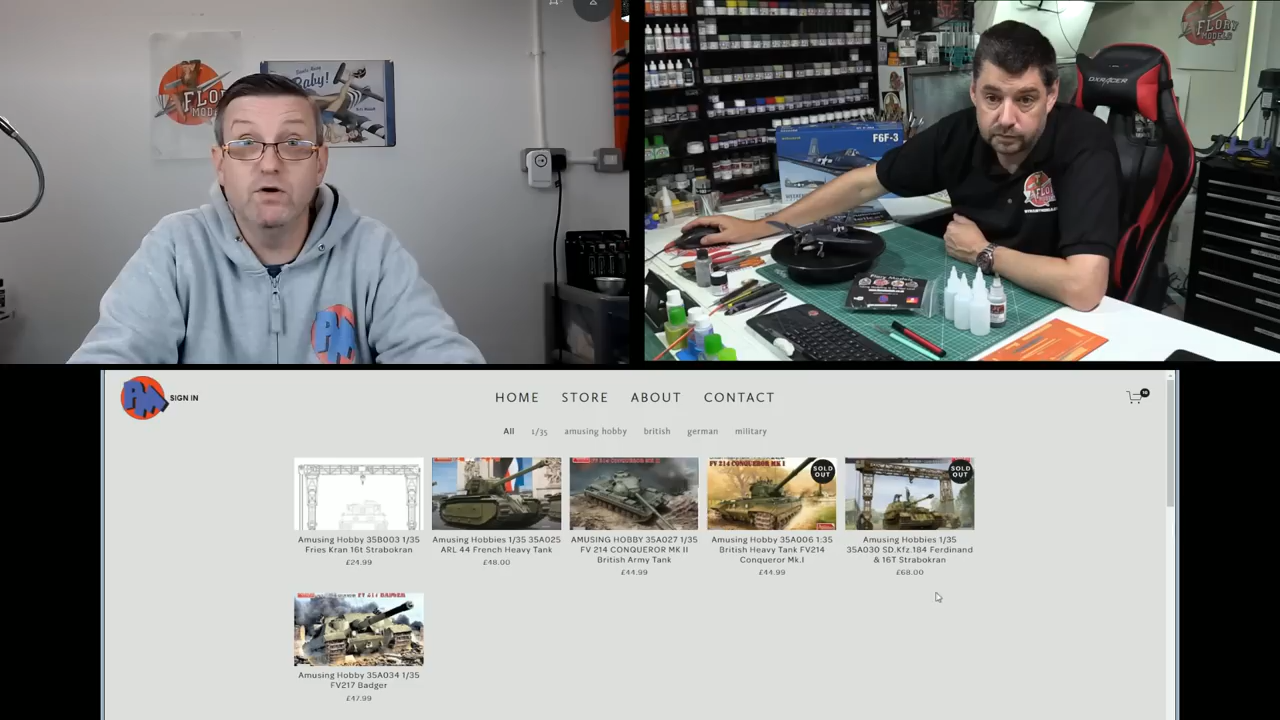 FLORY
Baby!
FLORY
MODELS
DXRACER
F6F-3
FLORY
PM
PM
SIGN IN
HOME STORE ABOUT CONTACT
10
All 1/35 amusing hobby british german military
FV 214 CONQUEROR MK I
SOLD
OUT
SOLD
OUT
Amusing Hobby 35B003 1/35
Fries Kran 16t Strabokran
£24.99
Amusing Hobbies 1/35 35A025
ARL 44 French Heavy Tank
£48.00
AMUSING HOBBY 35A027 1/35
FV 214 CONQUEROR MK II
British Army Tank
£44.99
Amusing Hobby 35A006 1:35
British Heavy Tank FV214
Conqueror Mk.I
£44.99
Amusing Hobbies 1/35
35A030 SD.Kfz.184 Ferdinand
& 16T Strabokran
£68.00
Amusing Hobby 35A034 1/35
FV217 Badger
£47.99